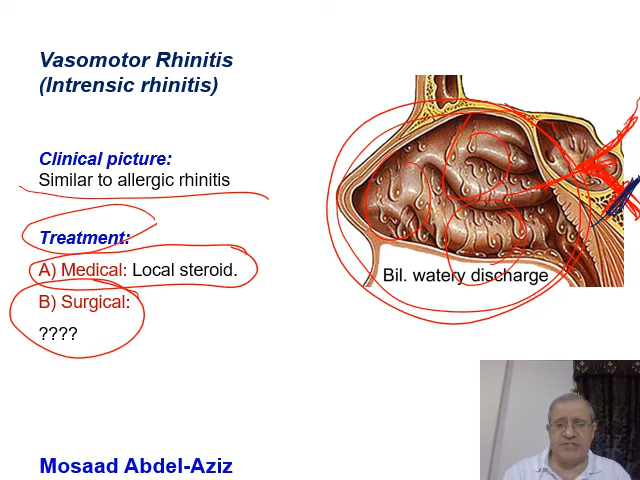 Vasomotor Rhinitis
(Intrensic rhinitis)
Clinical picture:
Similar to allergic rhinitis
Treatment:
A) Medical: Local steroid.
B) Surgical:
????
Bil. watery discharge
Mosaad Abdel-Aziz